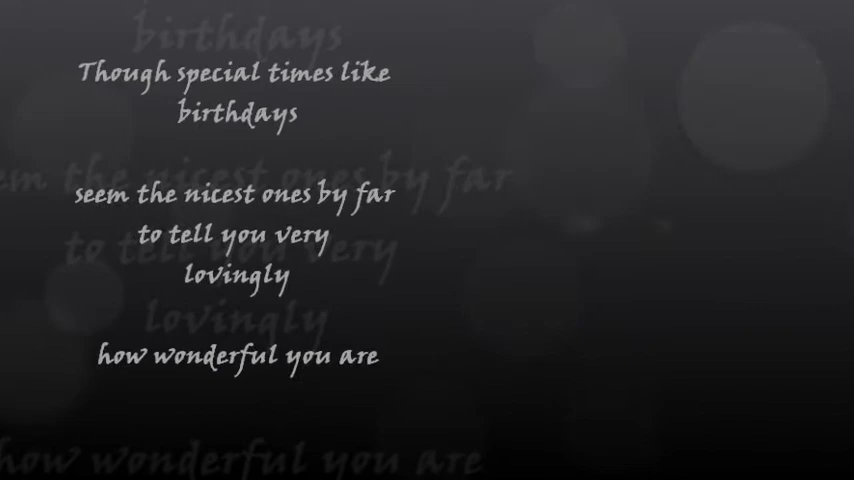 Though special times like
birthdays
seem the nicest ones by far
to tell you very
lovingly
how wonderful you are